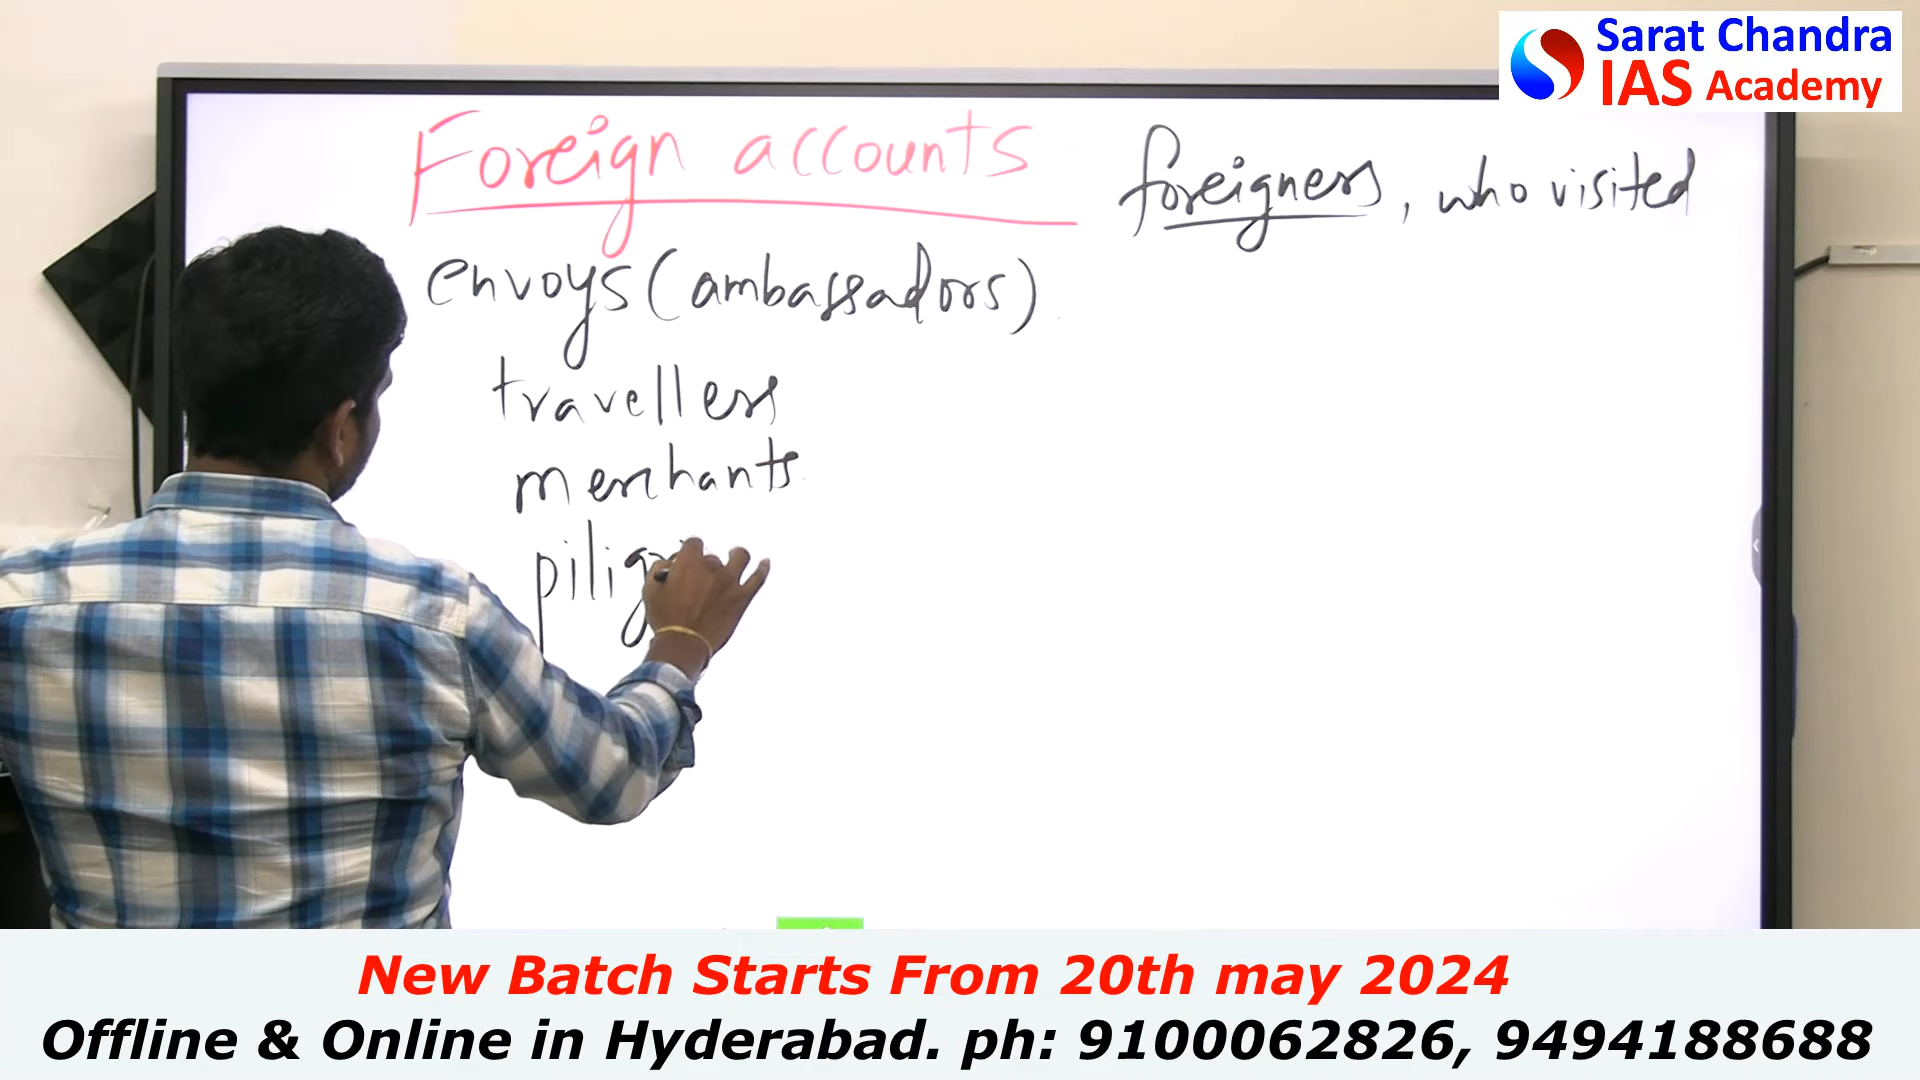 Sarat Chandra
IAS Academy
Foreign accounts
foreigners, who visited
envoys (ambassadors)
travellers
merchants
New Batch Starts From 20th may 2024
Offline & Online in Hyderabad. ph: 9100062826, 9494188688